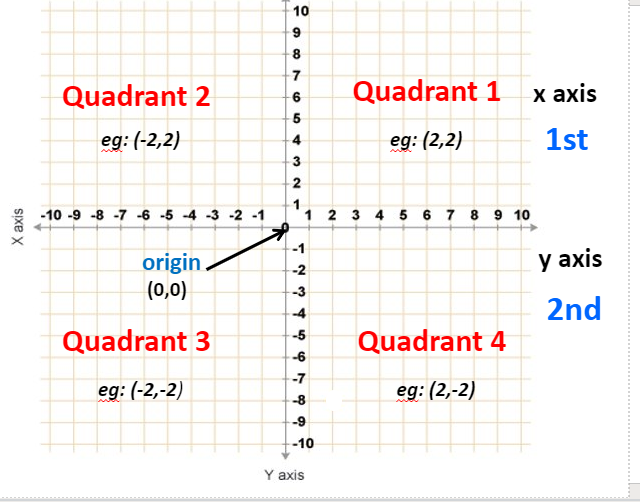 10
9
8
7
Quadrant 2
Quadrant 1
6
x axis
5
eg: (-2,2)
eg: (2,2)
4
1st
3
2
1
X axis
-10 -9 -8 -7 -6 -5 -4 -3 -2 -1
1 2 3 4 5 6 7 8 9 10
0
-1
origin
y axis
-2
(0,0)
-3
2nd
-4
Quadrant 3
Quadrant 4
-5
-6
-7
eg: (-2,-2)
eg: (2,-2)
-8
-9
-10
Y axis